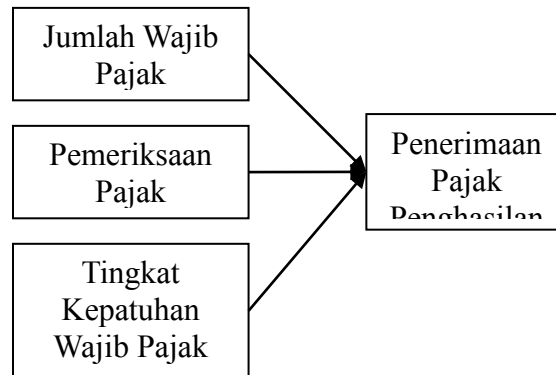 Jumlah Wajib
Pajak
Pemeriksaan
Pajak
Tingkat
Kepatuhan
Wajib Pajak
Penerimaan
Pajak
Penghasilan